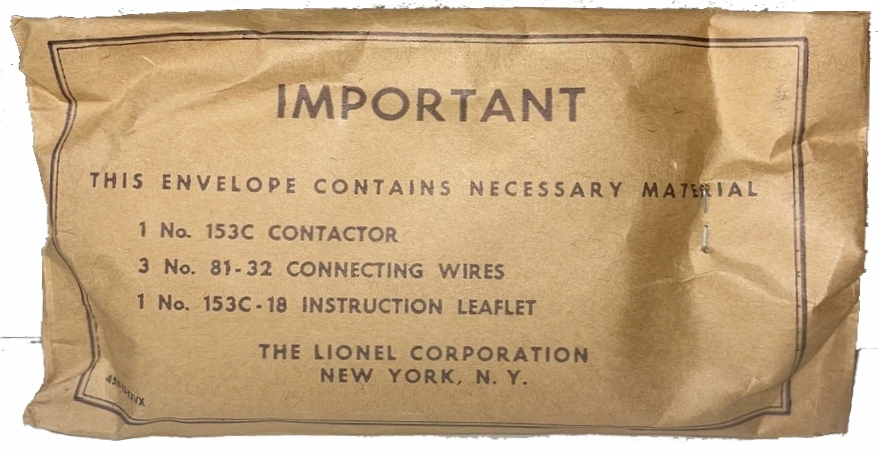 IMPORTANT
THIS ENVELOPE CONTAINS NECESSARY MATERIAL
1 No. 153C CONTACTOR
3 No. 81-32 CONNECTING WIRES
1 No. 153C-18 INSTRUCTION LEAFLET
THE LIONEL CORPORATION
NEW YORK, N. Y.